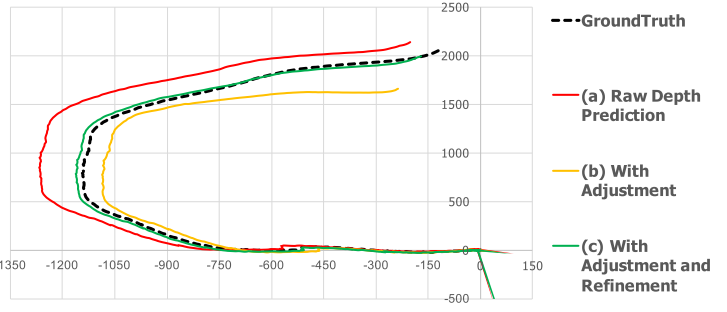 2500
GroundTruth
2000
1500
(a) Raw Depth
Prediction
1000
(b) With
Adjustment
500
0
1350 -1200 -1050 -900 -750 -600 -450 -300 -150 0 150
(c) With
Adjustment and
Refinement
-500